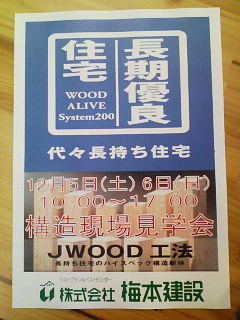 長期優良
住宅
WOOD
ALIVE
System200
代々長持ち住宅
12月5日(土) 6日(日)
10:00～17:00
構造現場見学会
JWOOD工法
長持ち住宅のハイスペック構造躯体
株式会社 梅本建設